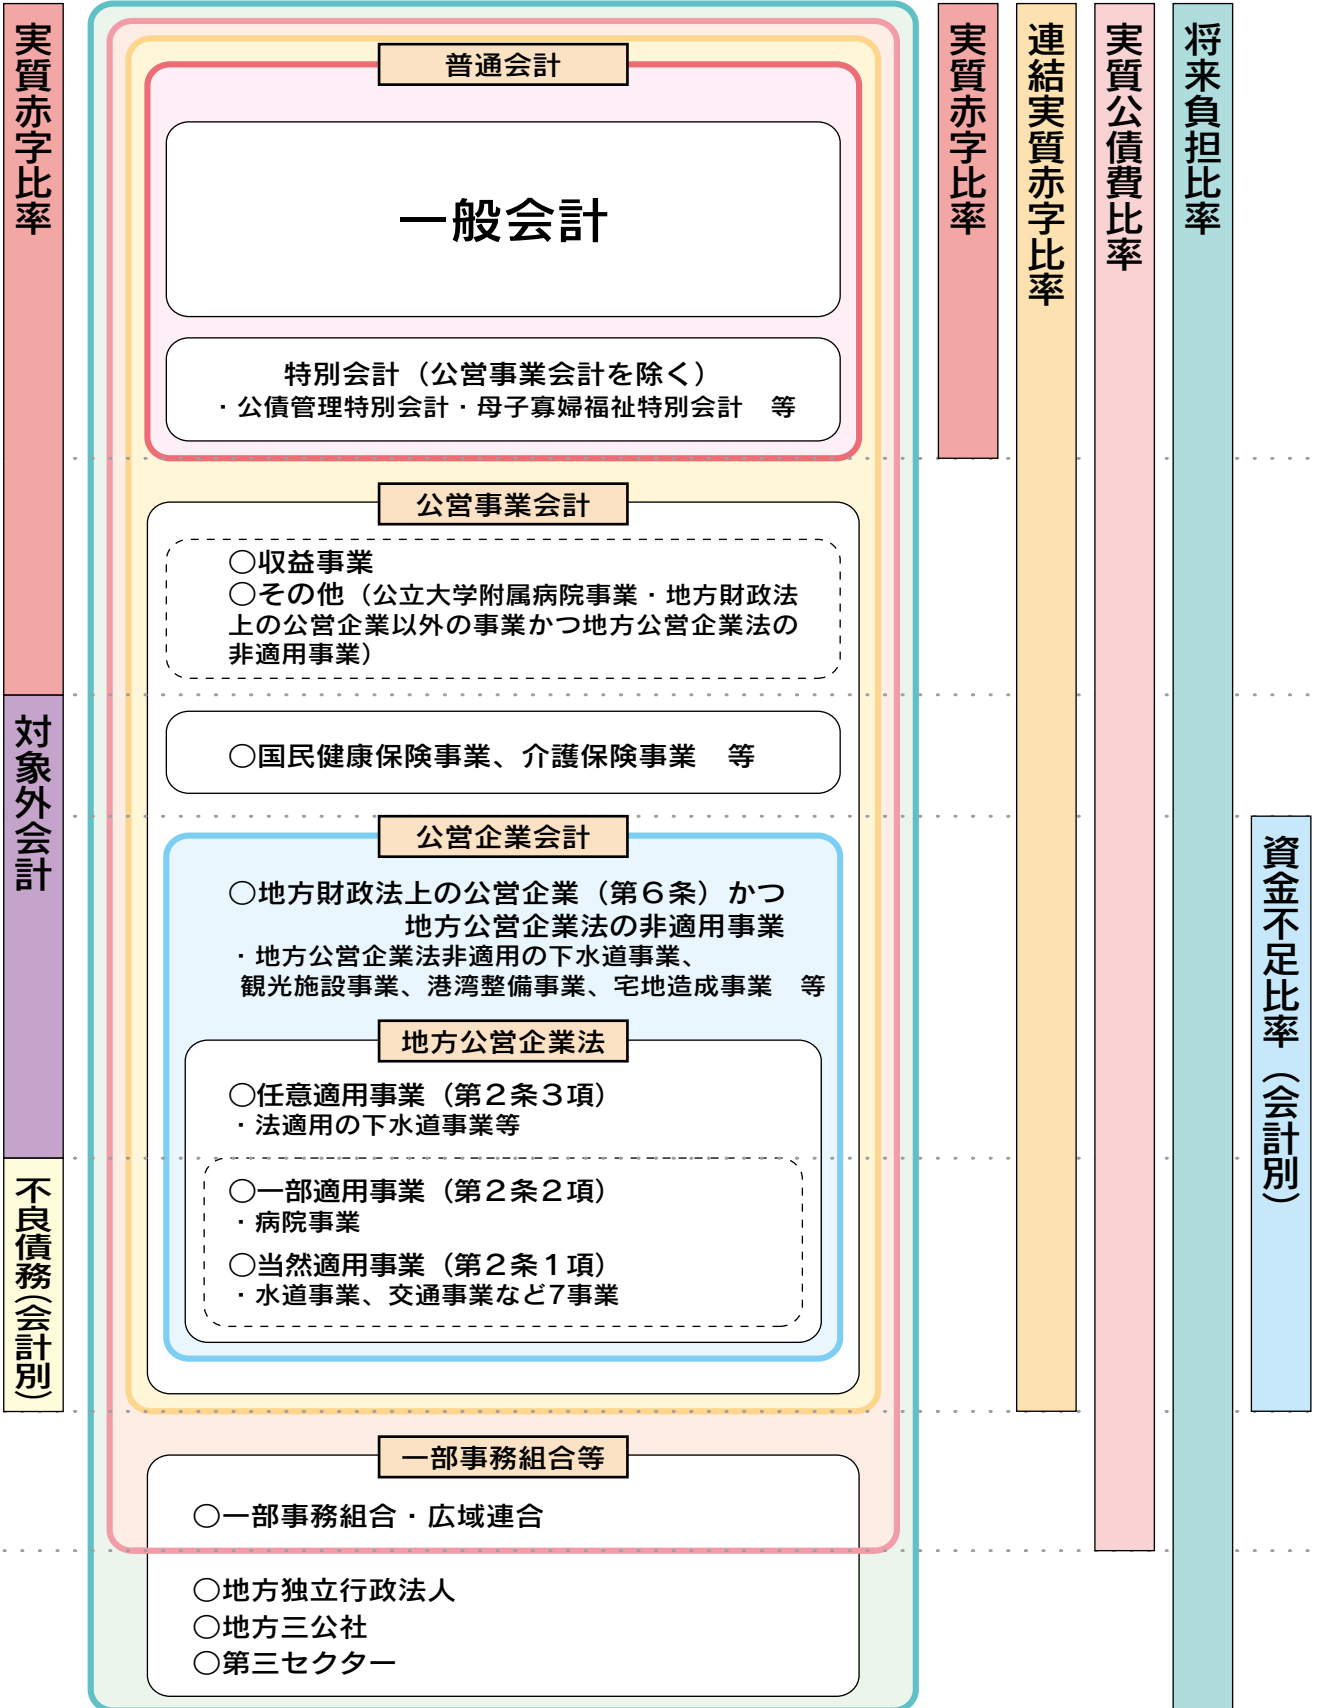 実質赤字比率
対象外会計
不良債務(会計別)
普通会計
一般会計
特別会計（公営事業会計を除く）
・公債管理特別会計・母子寡婦福祉特別会計　等
公営事業会計
○収益事業
○その他（公立大学附属病院事業・地方財政法
上の公営企業以外の事業かつ地方公営企業法の
非適用事業）
○国民健康保険事業、介護保険事業　等
公営企業会計
○地方財政法上の公営企業（第６条）かつ
地方公営企業法の非適用事業
・地方公営企業法非適用の下水道事業、
観光施設事業、港湾整備事業、宅地造成事業　等
地方公営企業法
○任意適用事業（第２条３項）
・法適用の下水道事業等
○一部適用事業（第２条２項）
・病院事業
○当然適用事業（第２条１項）
・水道事業、交通事業など7事業
一部事務組合等
○一部事務組合・広域連合
○地方独立行政法人
○地方三公社
○第三セクター
実質赤字比率
連結実質赤字比率
実質公債費比率
将来負担比率
資金不足比率（会計別）